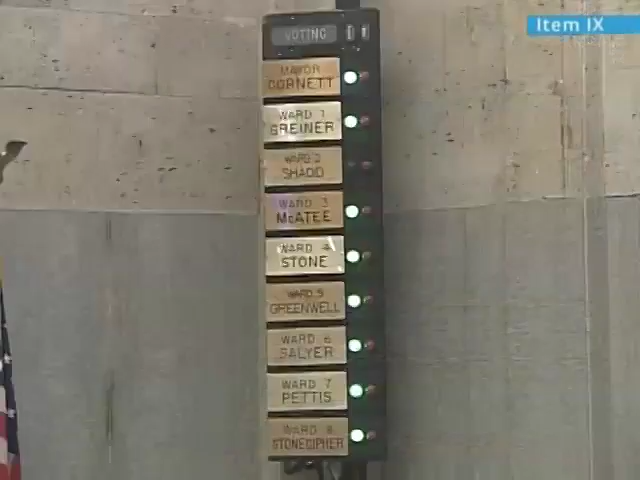 Item IX
VOTING
MAYOR
CORNETT
WARD 1
GREINER
WARD 2
SHADID
WARD 3
McATEE
WARD 4
STONE
WARD 5
GREENWELL
WARD 6
SALYER
WARD 7
PETTIS
WARD 8
STONECIPHER